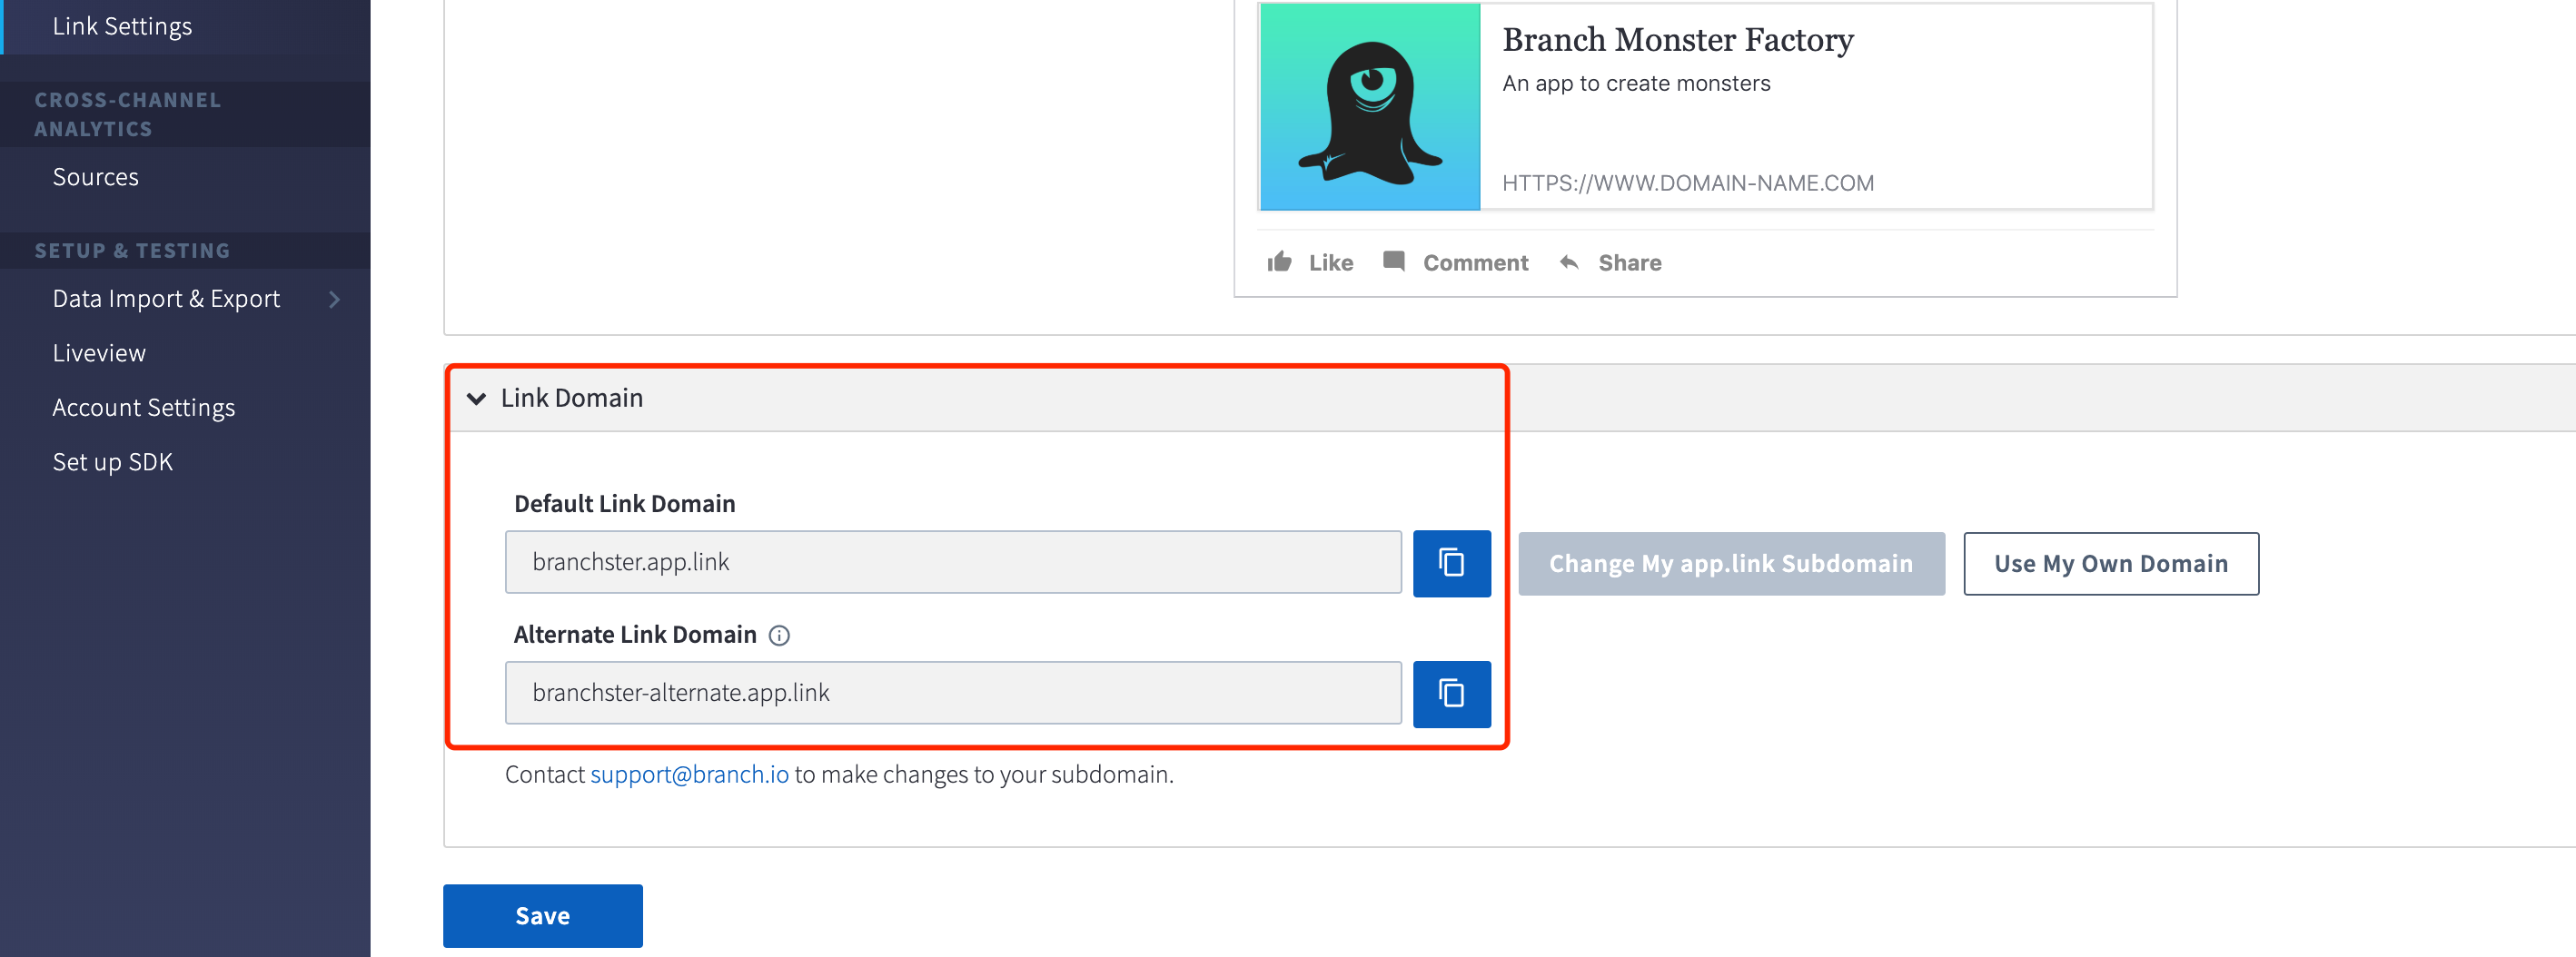 Link Settings
CROSS-CHANNEL
ANALYTICS
Sources
SETUP & TESTING
Data Import & Export
Liveview
Account Settings
Set up SDK
Branch Monster Factory
An app to create monsters
HTTPS://WWW.DOMAIN-NAME.COM
Like Comment Share
Link Domain
Default Link Domain
branchster.app.link
Change My app.link Subdomain
Use My Own Domain
Alternate Link Domain
branchster-alternate.app.link
Contact support@branch.io to make changes to your subdomain.
Save